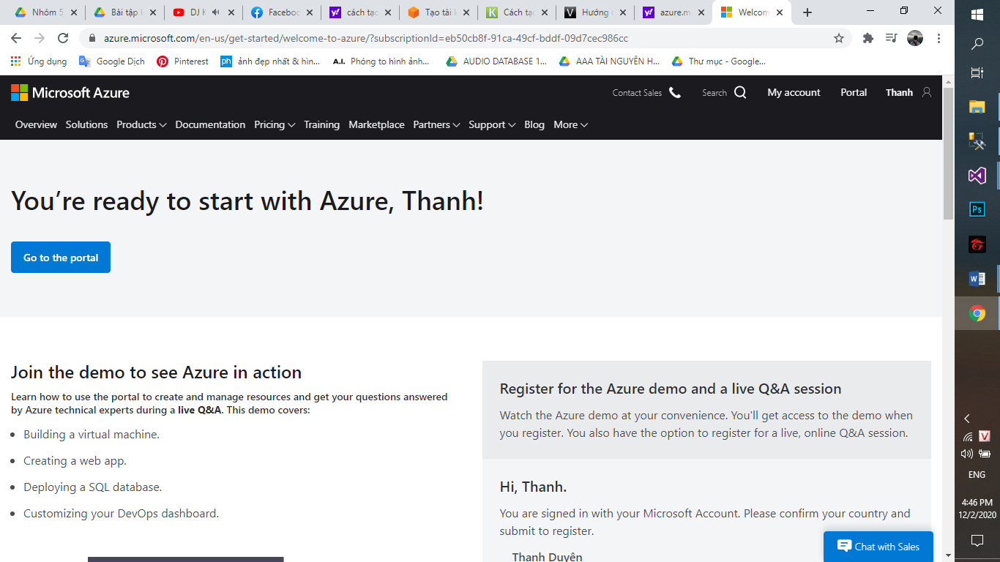 Nhóm 5
Bài tập l
DJ K
Faceboo
cách tạo
Tạo tài k
Cách tạo
Hướng d
azure.m
Welcom
azure.microsoft.com/en-us/get-started/welcome-to-azure/?subscriptionId=eb50cb8f-91ca-49cf-bddf-09d7cec986cc
Ứng dụng
Google Dịch
Pinterest
ph
ảnh đẹp nhất & hìn...
A.I.
Phóng to hình ảnh...
AUDIO DATABASE 1...
AAA TÀI NGUYÊN H...
Thư mục - Google...
Microsoft Azure
Contact Sales
Search
My account
Portal
Thanh
Overview
Solutions
Products
Documentation
Pricing
Training
Marketplace
Partners
Support
Blog
More
You’re ready to start with Azure, Thanh!
Go to the portal
Join the demo to see Azure in action
Learn how to use the portal to create and manage resources and get your questions answered
by Azure technical experts during a live Q&A. This demo covers:
Building a virtual machine.
Creating a web app.
Deploying a SQL database.
Customizing your DevOps dashboard.
Register for the Azure demo and a live Q&A session
Watch the Azure demo at your convenience. You'll get access to the demo when
you register. You also have the option to register for a live, online Q&A session.
Hi, Thanh.
You are signed in with your Microsoft Account. Please confirm your country and
submit to register.
Thanh Duyên
Chat with Sales
Ps
V
ENG
4:46 PM
12/2/2020